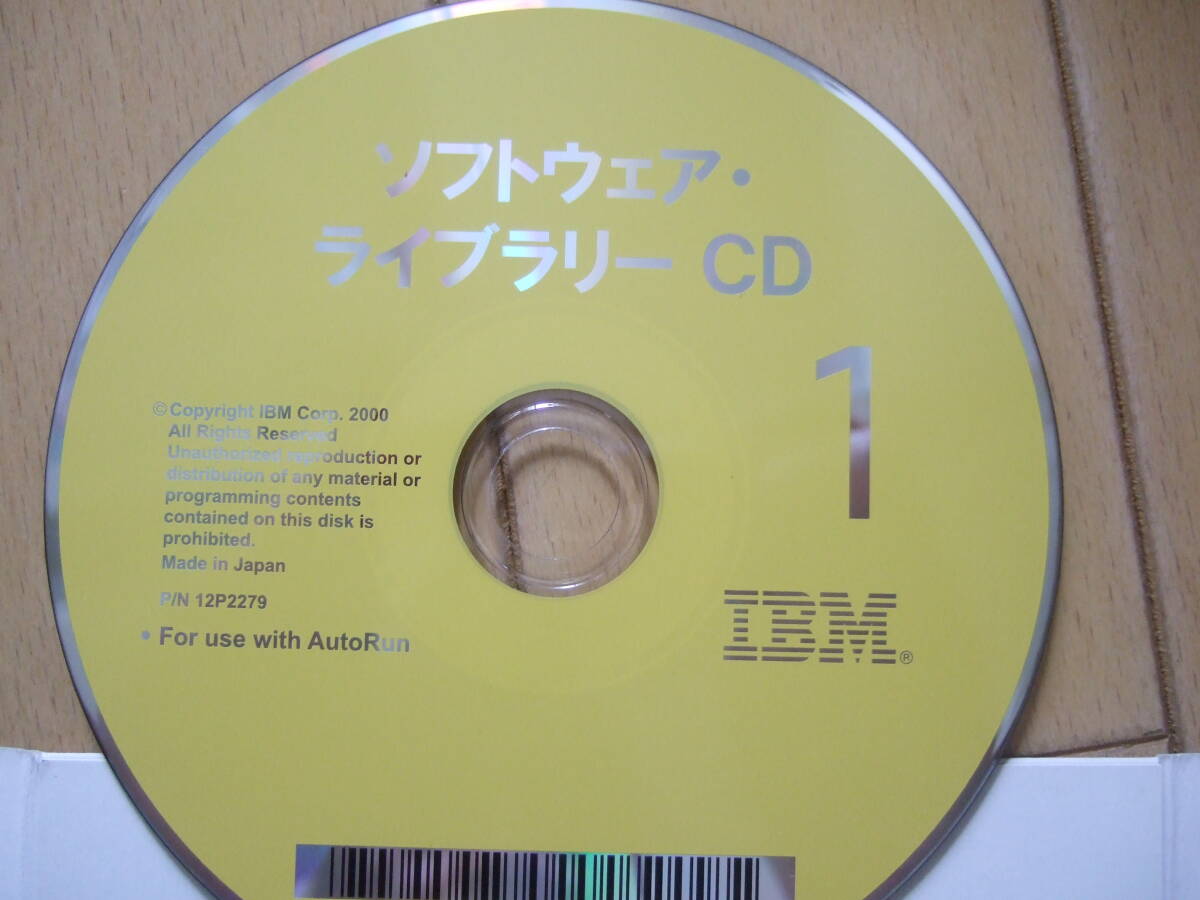 ソフトウェア・
ライブラリー CD
1
©Copyright IBM Corp. 2000
All Rights Reserved
Unauthorized reproduction or
distribution of any material or
programming contents
contained on this disk is
prohibited.
Made in Japan
P/N 12P2279
• For use with AutoRun
IBM®